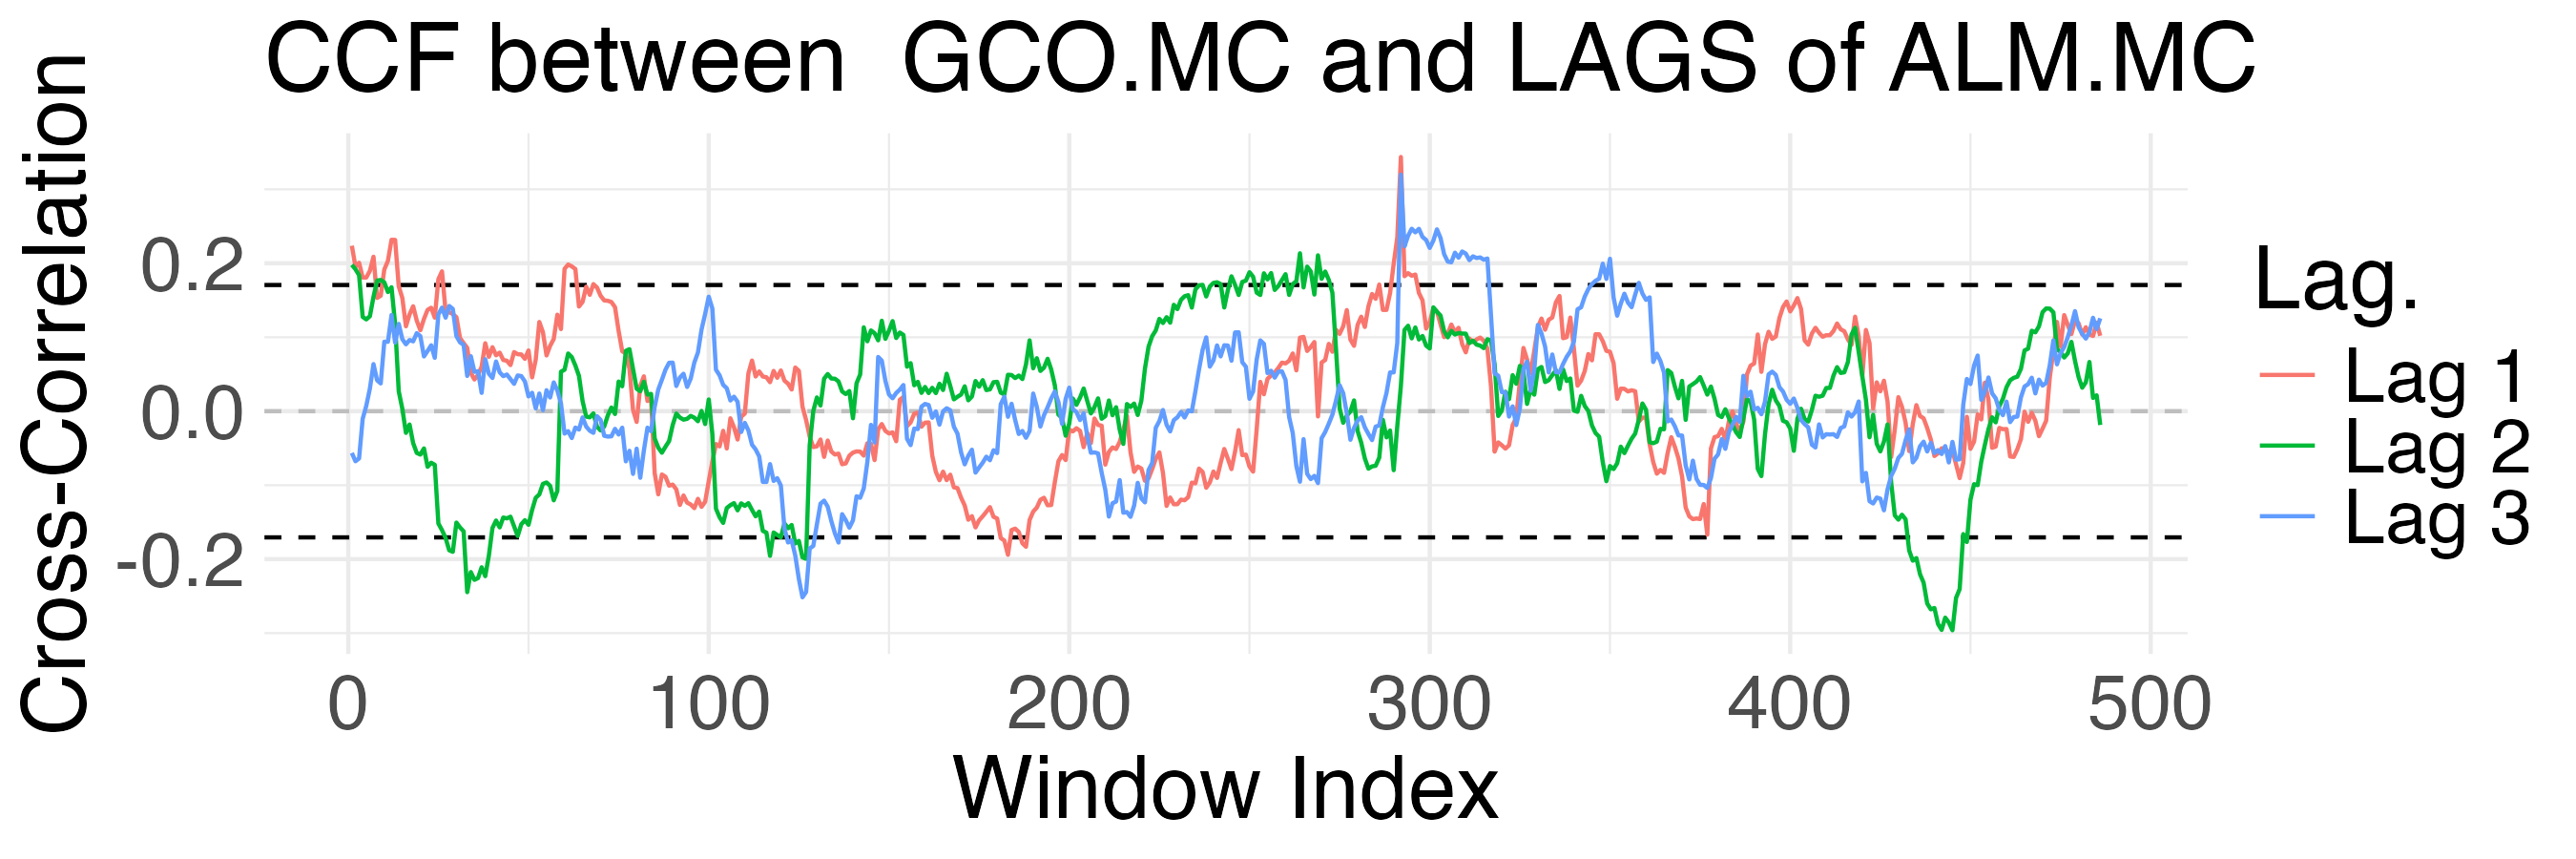 CCF between  GCO.MC and LAGS of ALM.MC
Cross-Correlation
0.2
0.0
-0.2
0 100 200 300 400 500
Window Index
Lag.
Lag 1
Lag 2
Lag 3